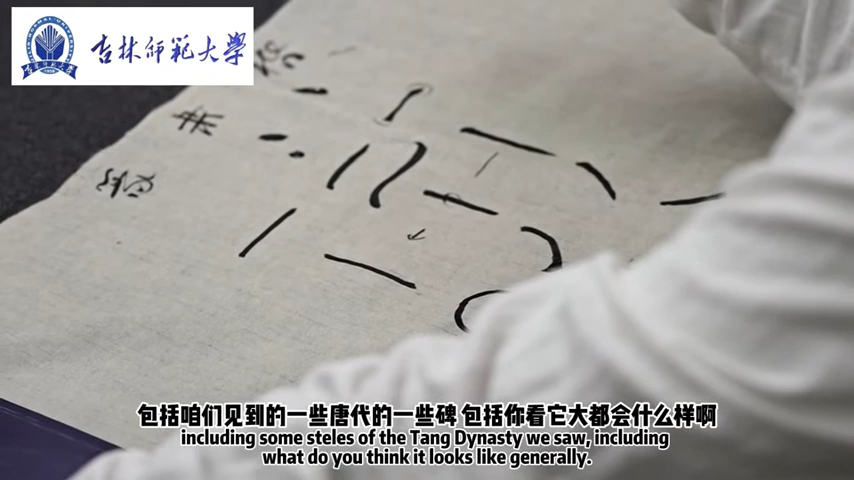 吉林师范大學
包括咱们见到的一些唐代的一些碑 包括你看它大都会什么样啊
including some steles of the Tang Dynasty we saw, including
what do you think it looks like generally.